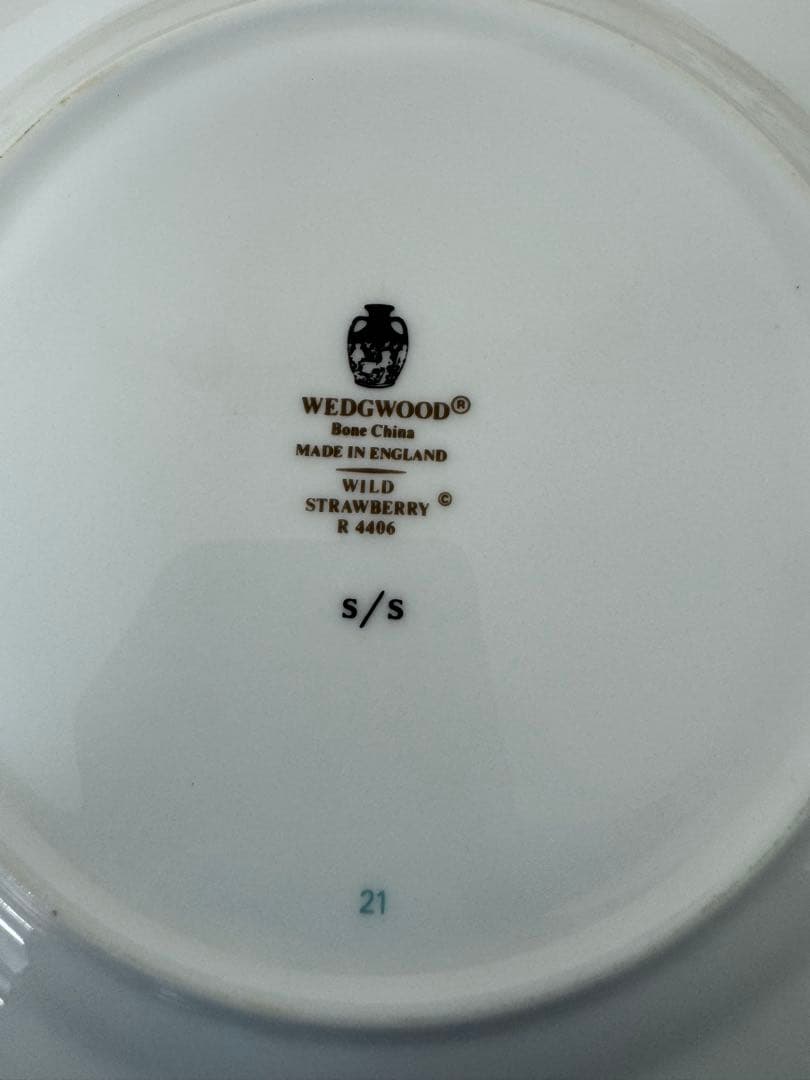 WEDGWOOD®
Bone China
MADE IN ENGLAND
WILD
STRAWBERRY ©
R 4406
s/s
21